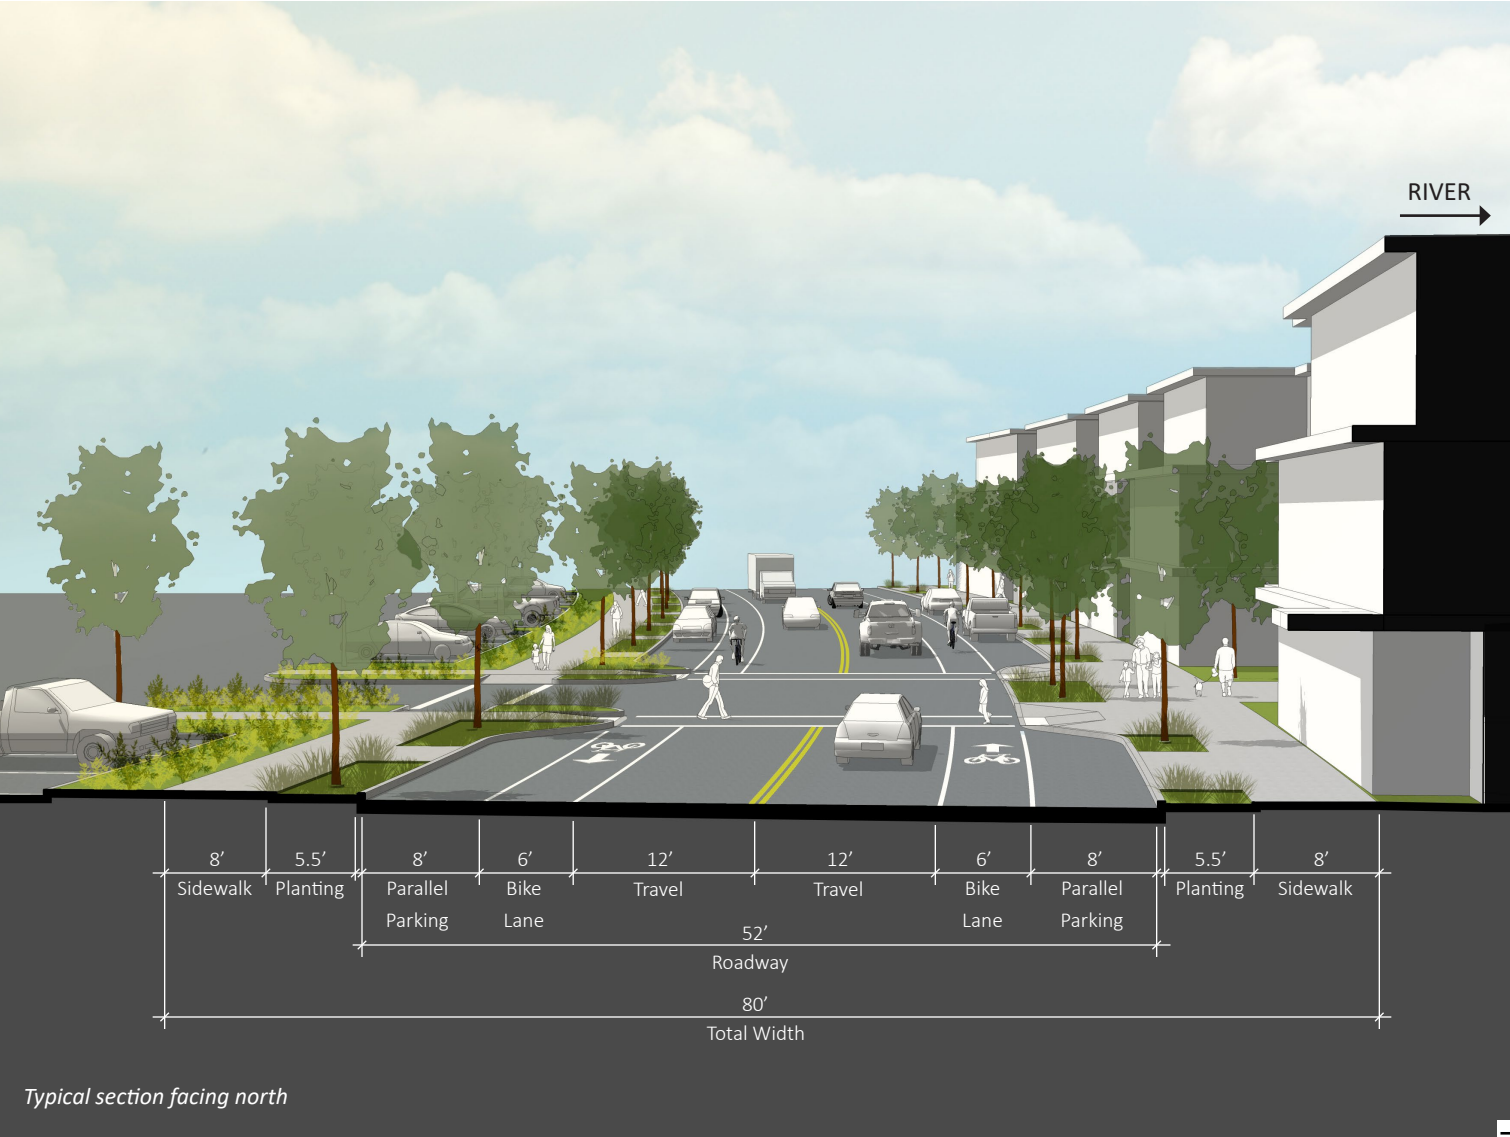 RIVER
8’ 5.5’ 8’ 6’ 12’ 12’ 6’ 8’ 5.5’ 8’
Sidewalk Planting Parallel Bike Travel Travel Bike Parallel Planting Sidewalk
Parking Lane Lane Parking
52’
Roadway
80’
Total Width
Typical section facing north